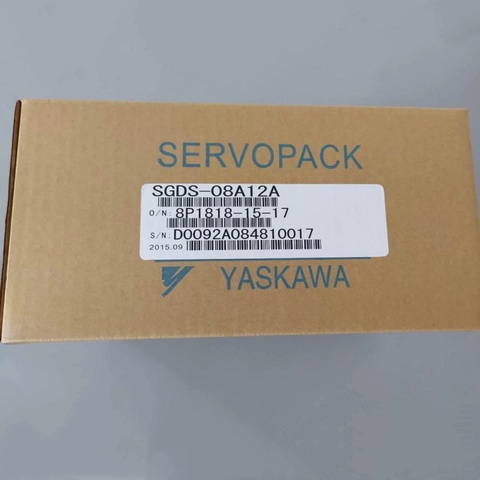 SERVOPACK
SGDS-08A12A
O/N: 8P1818-15-17
S/N: D0092A084810017
2015.09
YASKAWA